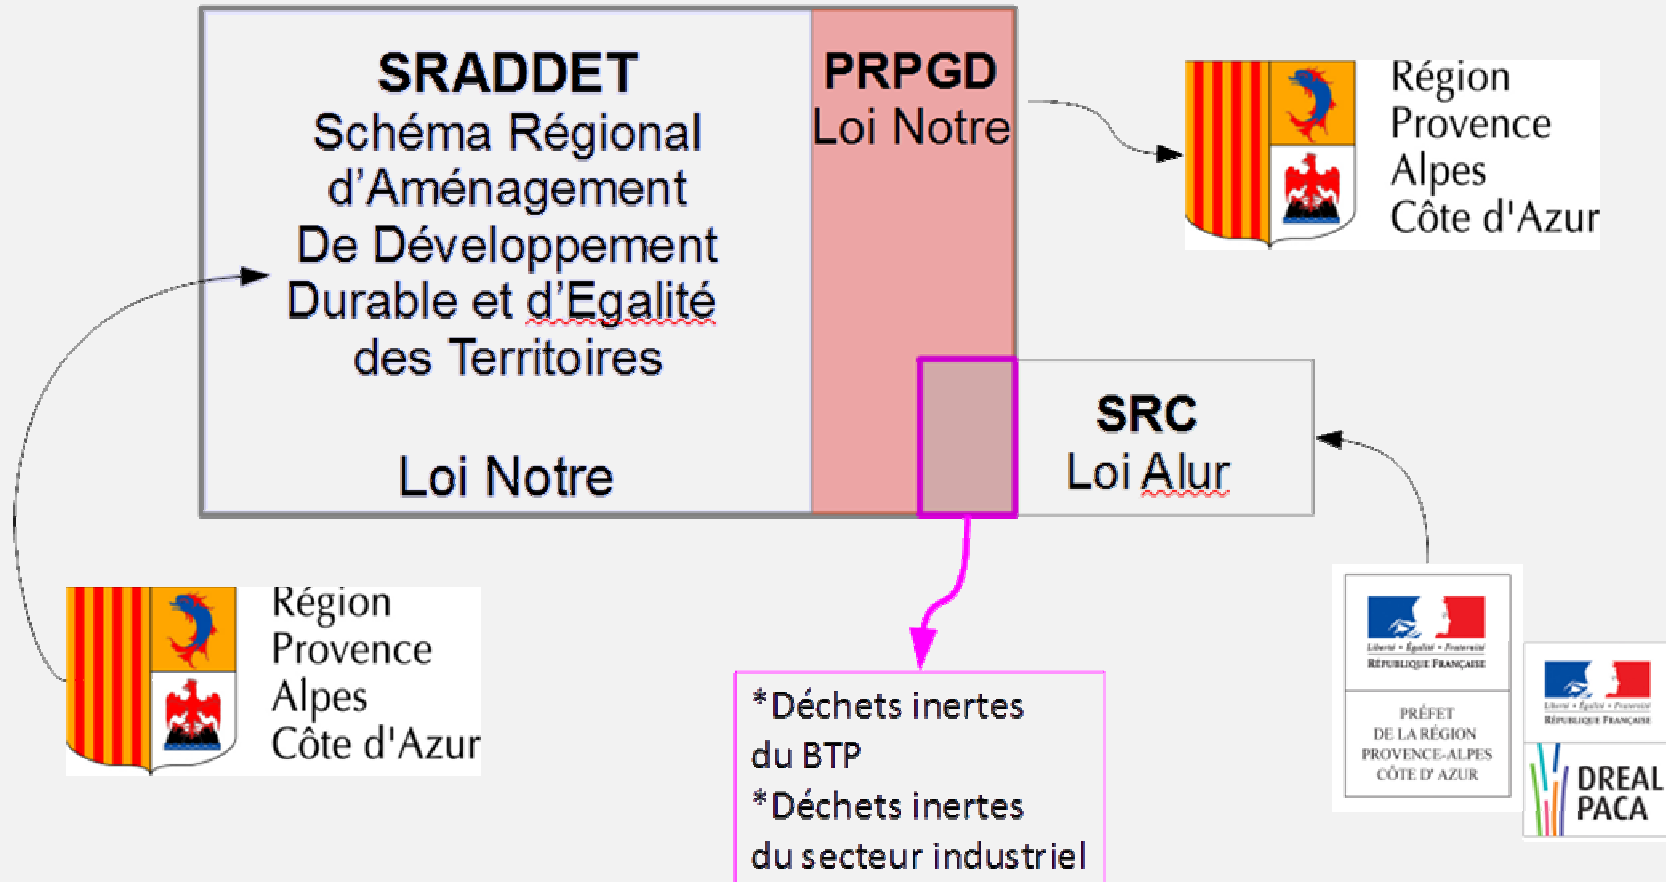 SRADDET
Schéma Régional
d'Aménagement
De Développement
Durable et d'Egalité
des Territoires
Loi Notre
PRPGD
Loi Notre
Région
Provence
Alpes
Côte d'Azur
SRC
Loi Alur
Région
Provence
Alpes
Côte d'Azur
*Déchets inertes
du BTP
*Déchets inertes
du secteur industriel
Liberté • Égalité • Fraternité
RÉPUBLIQUE FRANÇAISE
PRÉFET
DE LA RÉGION
PROVENCE-ALPES
CÔTE D' AZUR
Liberté • Égalité • Fraternité
RÉPUBLIQUE FRANÇAISE
DREAL
PACA